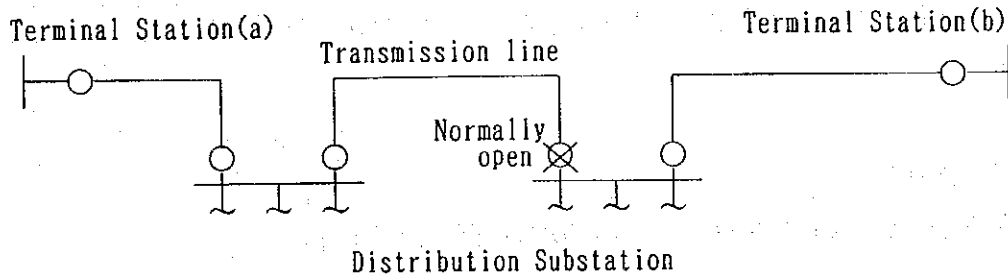 Terminal Station(a)
Terminal Station(b)
Transmission line
Normally
open
Distribution Substation